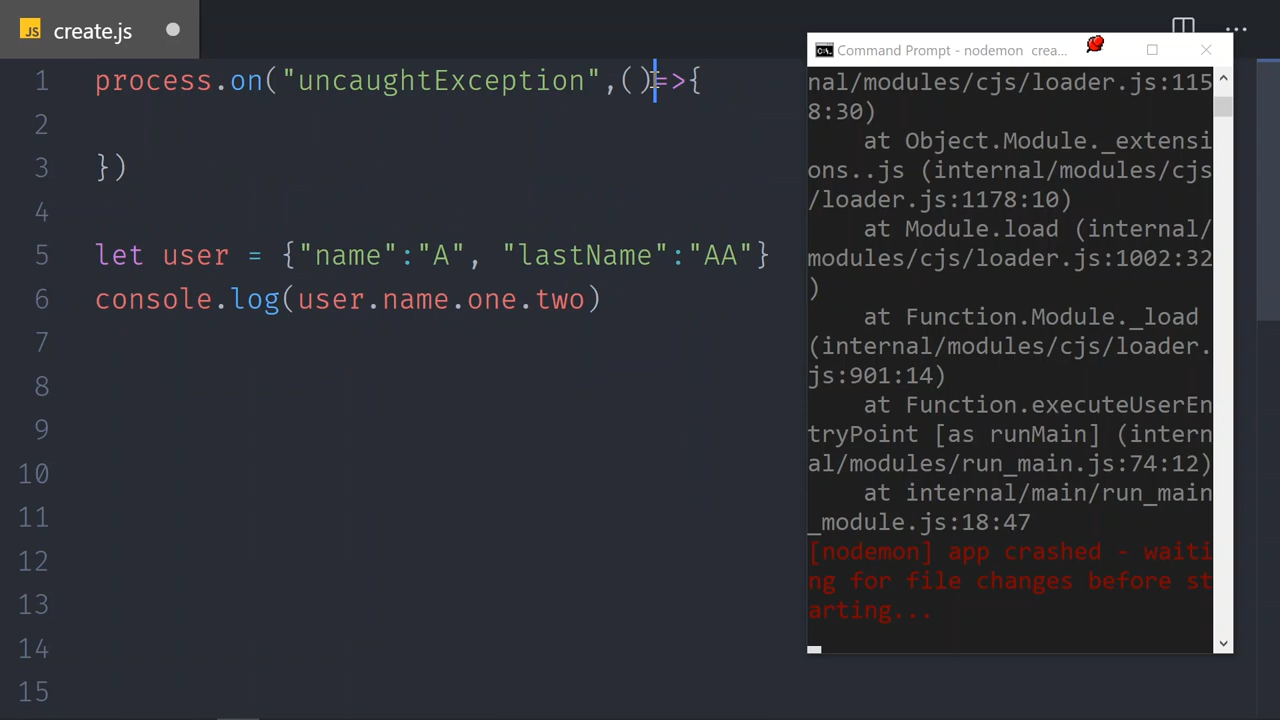 JS create.js
1 process.on("uncaughtException",()=>{
2
3 })
4
5 let user = {"name":"A", "lastName":"AA"}
6 console.log(user.name.one.two)
7
8
9
10
11
12
13
14
15
Command Prompt - nodemon crea...
nal/modules/cjs/loader.js:115
8:30)
at Object.Module._extensi
ons..js (internal/modules/cjs
/loader.js:1178:10)
at Module.load (internal/
modules/cjs/loader.js:1002:32
)
at Function.Module._load
(internal/modules/cjs/loader.
js:901:14)
at Function.executeUserEn
tryPoint [as runMain] (intern
al/modules/run_main.js:74:12)
at internal/main/run_main
_module.js:18:47
[nodemon] app crashed - waiti
ng for file changes before st
arting...